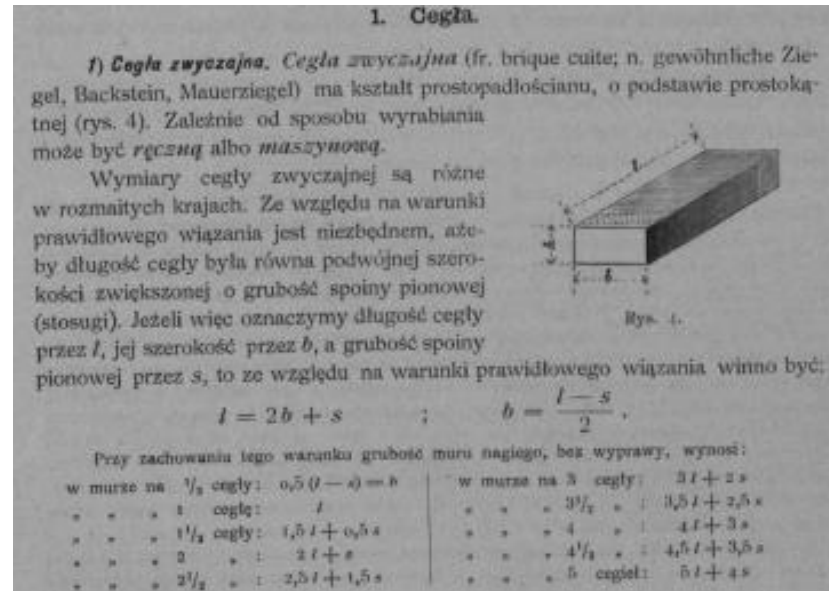 1. Cegła.
1) Cegła zwyczajna. Cegła zwyczajna (fr. brique cuite; n. gewöhnliche Zie-
gel, Backstein, Mauerziegel) ma kształt prostopadłościanu, o podstawie prostoką-
tnej (rys. 4). Zależnie od sposobu wyrabiania
może być ręczną albo maszynową.
Wymiary cegły zwyczajnej są różne
w rozmaitych krajach. Ze względu na warunki
prawidłowego wiązania jest niezbędnem, aże-
by długość cegły była równa podwójnej szero-
kości zwiększonej o grubość spoiny pionowej
(stosugi). Jeżeli więc oznaczymy długość cegły
przez l, jej szerokość przez b, a grubość spoiny
pionowej przez s, to ze względu na warunki prawidłowego wiązania winno być:
l
h
b
Rys. 4.
l = 2b + s ; b = (l — s) / 2 .
Przy zachowaniu tego warunku grubość muru nagiego, bez wyprawy, wynosi:
w murze na 1/2 cegły: 0,5 (l — s) = b
" " " 1 cegłę: l
" " " 1 1/2 cegły: 1,5 l + 0,5 s
" " " 2 " : 2 l + s
" " " 2 1/2 " : 2,5 l + 1,5 s
w murze na 3 cegły: 3 l + 2 s
" " " 3 1/2 " : 3,5 l + 2,5 s
" " " 4 " : 4 l + 3 s
" " " 4 1/2 " : 4,5 l + 3,5 s
" " " 5 cegieł: 5 l + 4 s